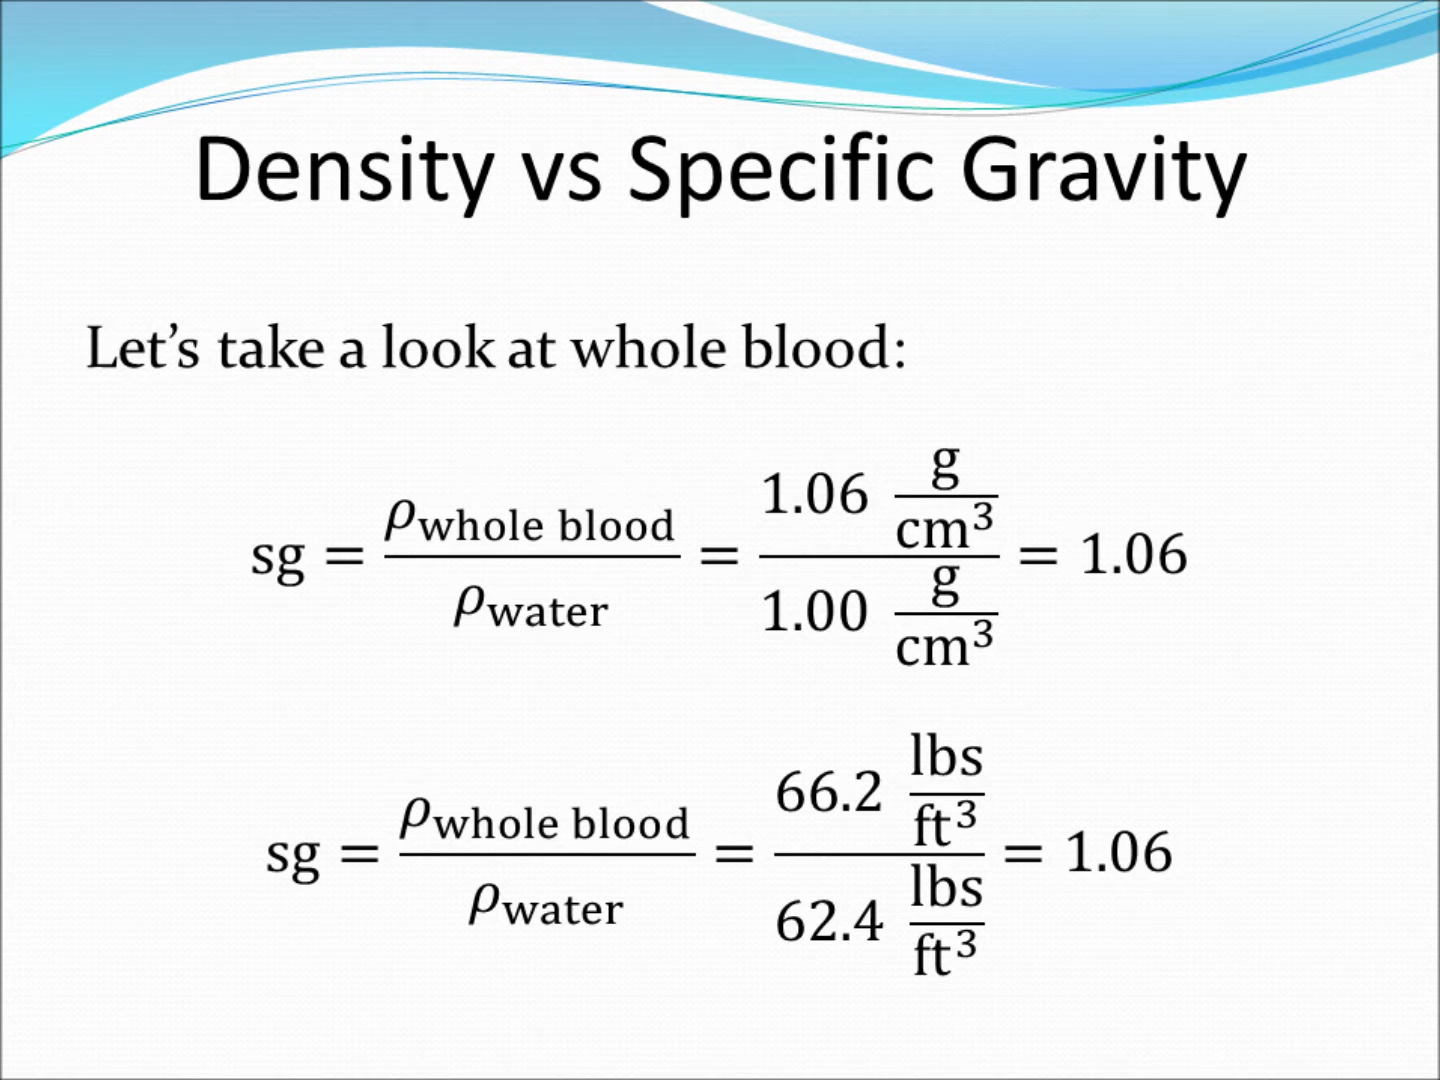 Density vs Specific Gravity
Let’s take a look at whole blood:
sg = ρwhole blood / ρwater = 1.06 g/cm³ / 1.00 g/cm³ = 1.06
sg = ρwhole blood / ρwater = 66.2 lbs/ft³ / 62.4 lbs/ft³ = 1.06